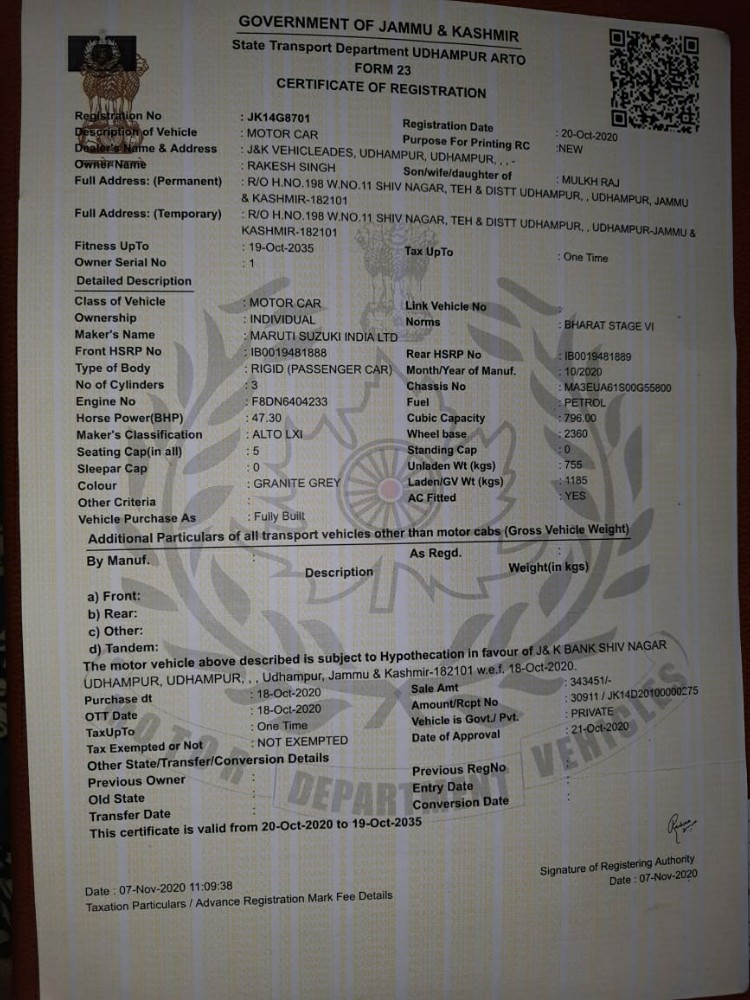 GOVERNMENT OF JAMMU & KASHMIR
State Transport Department UDHAMPUR ARTO
FORM 23
CERTIFICATE OF REGISTRATION
Registration No : JK14G8701 Registration Date : 20-Oct-2020
Description of Vehicle : MOTOR CAR Purpose For Printing RC :NEW
Dealer's Name & Address : J&K VEHICLEADES, UDHAMPUR, UDHAMPUR, , , -
Owner Name : RAKESH SINGH Son/wife/daughter of : MULKH RAJ
Full Address: (Permanent) : R/O H.NO.198 W.NO.11 SHIV NAGAR, TEH & DISTT UDHAMPUR, , UDHAMPUR, JAMMU
& KASHMIR-182101
Full Address: (Temporary) : R/O H.NO.198 W.NO.11 SHIV NAGAR, TEH & DISTT UDHAMPUR, , UDHAMPUR-JAMMU &
KASHMIR-182101
Fitness UpTo : 19-Oct-2035 Tax UpTo : One Time
Owner Serial No : 1
Detailed Description
Class of Vehicle : MOTOR CAR Link Vehicle No :
Ownership : INDIVIDUAL Norms : BHARAT STAGE VI
Maker's Name : MARUTI SUZUKI INDIA LTD
Front HSRP No : IB0019481888 Rear HSRP No : IB0019481889
Type of Body : RIGID (PASSENGER CAR) Month/Year of Manuf. : 10/2020
No of Cylinders : 3 Chassis No : MA3EUA61S00G55800
Engine No : F8DN6404233 Fuel : PETROL
Horse Power(BHP) : 47.30 Cubic Capacity : 796.00
Maker's Classification : ALTO LXI Wheel base : 2360
Seating Cap(in all) : 5 Standing Cap : 0
Sleepar Cap : 0 Unladen Wt (kgs) : 755
Colour : GRANITE GREY Laden/GV Wt (kgs) : 1185
Other Criteria : AC Fitted : YES
Vehicle Purchase As : Fully Built
Additional Particulars of all transport vehicles other than motor cabs (Gross Vehicle Weight)
By Manuf. : As Regd. :
Description Weight(in kgs)
a) Front:
b) Rear:
c) Other:
d) Tandem:
The motor vehicle above described is subject to Hypothecation in favour of J& K BANK SHIV NAGAR
UDHAMPUR, UDHAMPUR, , , Udhampur, Jammu & Kashmir-182101 w.e.f. 18-Oct-2020.
Purchase dt : 18-Oct-2020 Sale Amt : 343451/-
OTT Date : 18-Oct-2020 Amount/Rcpt No : 30911 / JK14D20100000275
TaxUpTo : One Time Vehicle is Govt./ Pvt. : PRIVATE
Tax Exempted or Not : NOT EXEMPTED Date of Approval : 21-Oct-2020
Other State/Transfer/Conversion Details
Previous Owner : Previous RegNo :
Old State : Entry Date :
Transfer Date : Conversion Date :
This certificate is valid from 20-Oct-2020 to 19-Oct-2035
MOTOR VEHICLES DEPARTMENT
Signature of Registering Authority
Date : 07-Nov-2020
Date : 07-Nov-2020 11:09:38
Taxation Particulars / Advance Registration Mark Fee Details